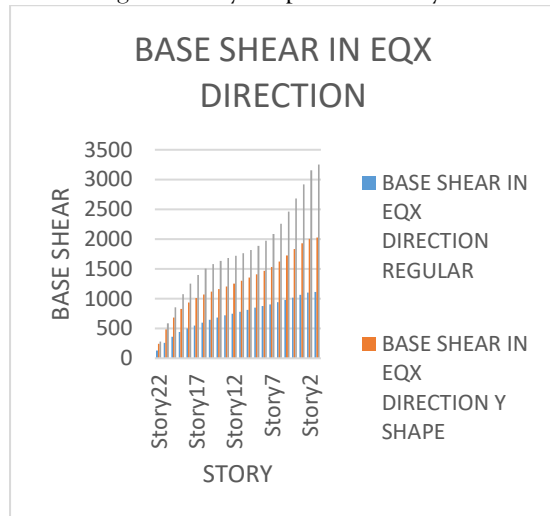 BASE SHEAR IN EQX
DIRECTION
3500
3000
2500
2000
1500
1000
500
0
BASE SHEAR
Story22
Story17
Story12
Story7
Story2
STORY
BASE SHEAR IN
EQX
DIRECTION
REGULAR
BASE SHEAR IN
EQX
DIRECTION Y
SHAPE